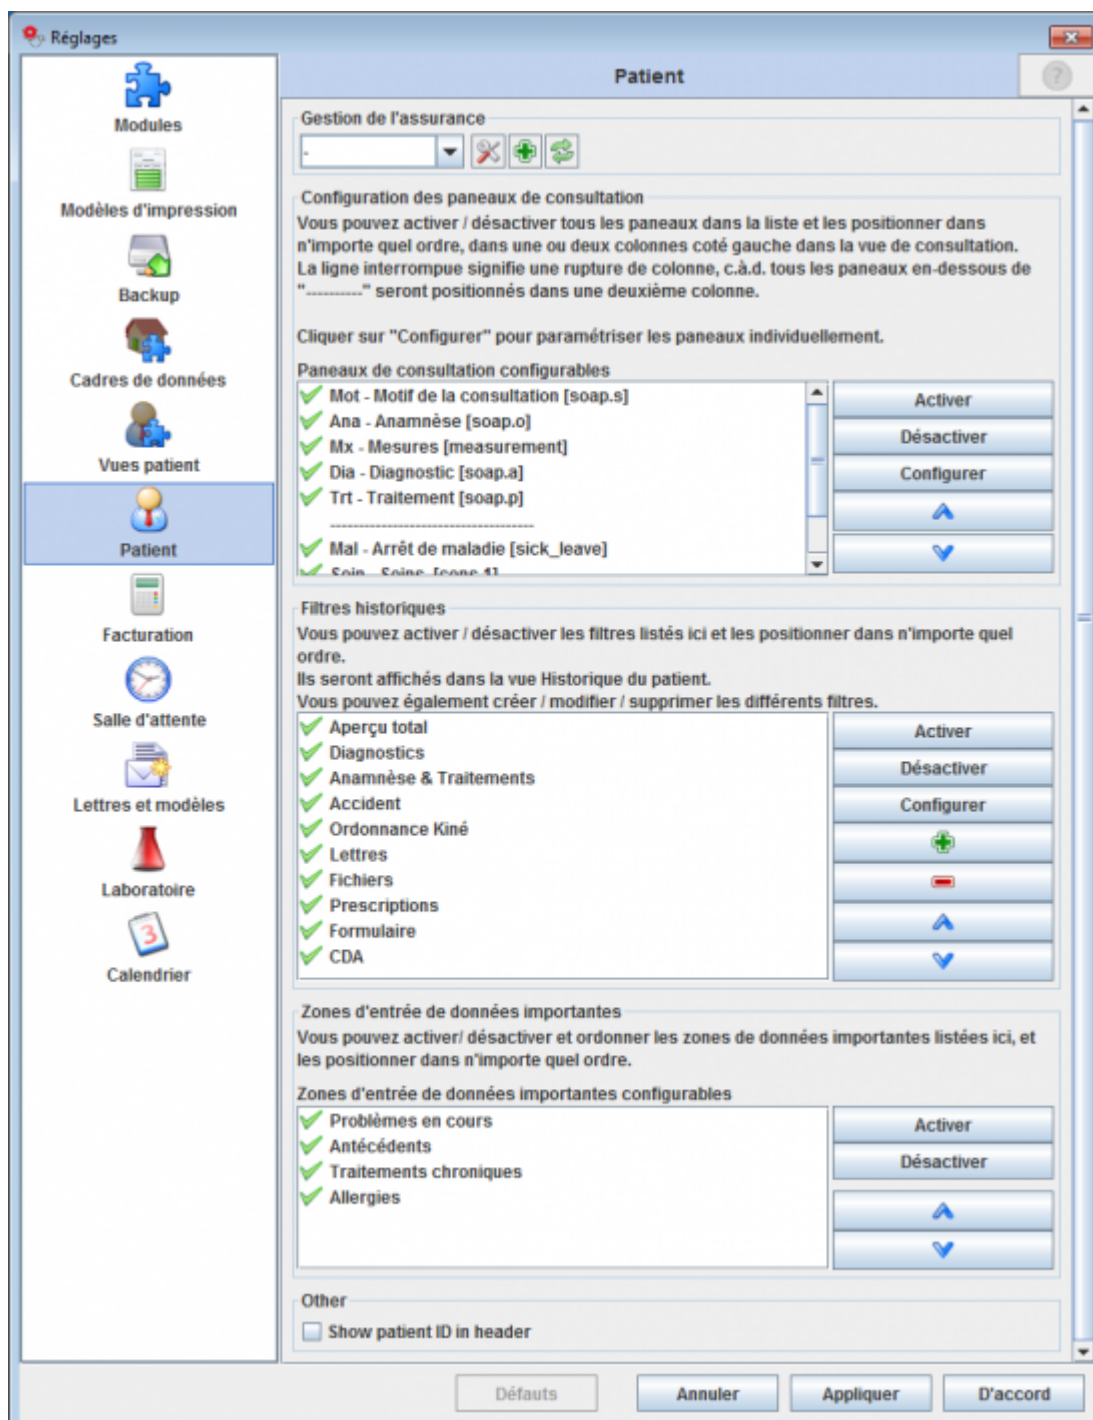 Réglages
Modules
Modèles d'impression
Backup
Cadres de données
Vues patient
Patient
Facturation
Salle d'attente
Lettres et modèles
3
Laboratoire
Calendrier
Patient
?
Gestion de l'assurance
-
Configuration des paneaux de consultation
Vous pouvez activer / désactiver tous les paneaux dans la liste et les positionner dans
n'importe quel ordre, dans une ou deux colonnes coté gauche dans la vue de consultation.
La ligne interrompue signifie une rupture de colonne, c.à.d. tous les paneaux en-dessous de
"----------" seront positionnés dans une deuxième colonne.
Cliquer sur "Configurer" pour paramétriser les paneaux individuellement.
Paneaux de consultation configurables
Mot - Motif de la consultation [soap.s]
Ana - Anamnèse [soap.o]
Mx - Mesures [measurement]
Dia - Diagnostic [soap.a]
Trt - Traitement [soap.p]
------------------------------------
Mal - Arrêt de maladie [sick_leave]
Soin - Soins [cons.1]
Activer
Désactiver
Configurer
Filtres historiques
Vous pouvez activer / désactiver les filtres listés ici et les positionner dans n'importe quel
ordre.
Ils seront affichés dans la vue Historique du patient.
Vous pouvez également créer / modifier / supprimer les différents filtres.
Aperçu total
Diagnostics
Anamnèse & Traitements
Accident
Ordonnance Kiné
Lettres
Fichiers
Prescriptions
Formulaire
CDA
Activer
Désactiver
Configurer
Zones d'entrée de données importantes
Vous pouvez activer/ désactiver et ordonner les zones de données importantes listées ici, et
les positionner dans n'importe quel ordre.
Zones d'entrée de données importantes configurables
Problèmes en cours
Antécédents
Traitements chroniques
Allergies
Activer
Désactiver
Other
Show patient ID in header
Défauts
Annuler
Appliquer
D'accord